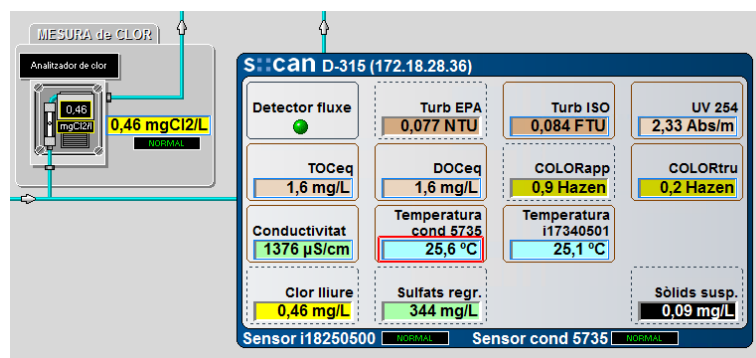 MESURA de CLOR
Analitzador de clor
0,46
mgCl2/l
0,46 mgCl2/L
NORMAL
s::can D-315 (172.18.28.36)
Detector fluxe
Turb EPA
0,077 NTU
Turb ISO
0,084 FTU
UV 254
2,33 Abs/m
TOCeq
1,6 mg/L
DOCeq
1,6 mg/L
COLORapp
0,9 Hazen
COLORtru
0,2 Hazen
Conductivitat
1376 µS/cm
Temperatura
cond 5735
25,6 ºC
Temperatura
i17340501
25,1 ºC
Clor lliure
0,46 mg/L
Sulfats regr.
344 mg/L
Sòlids susp.
0,09 mg/L
Sensor i18250500 NORMAL Sensor cond 5735 NORMAL